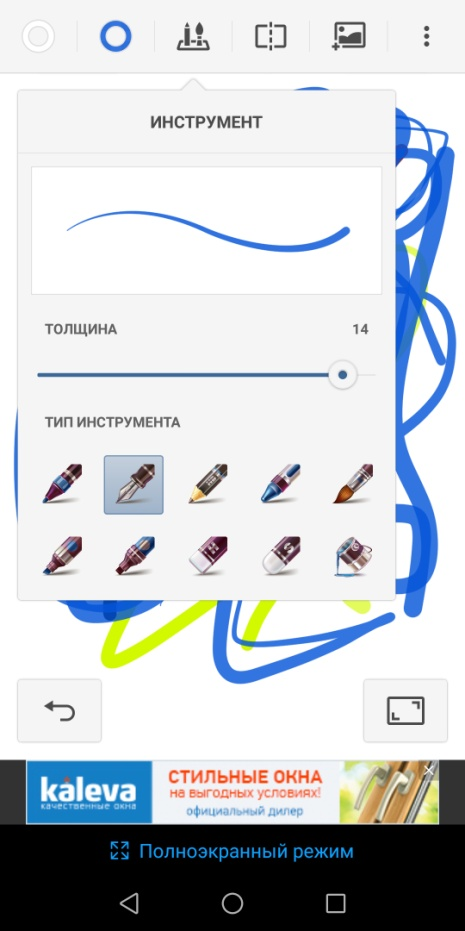 ИНСТРУМЕНТ
ТОЛЩИНА 14
ТИП ИНСТРУМЕНТА
kaleva
качественные окна
СТИЛЬНЫЕ ОКНА
на выгодных условиях!
официальный дилер
Полноэкранный режим